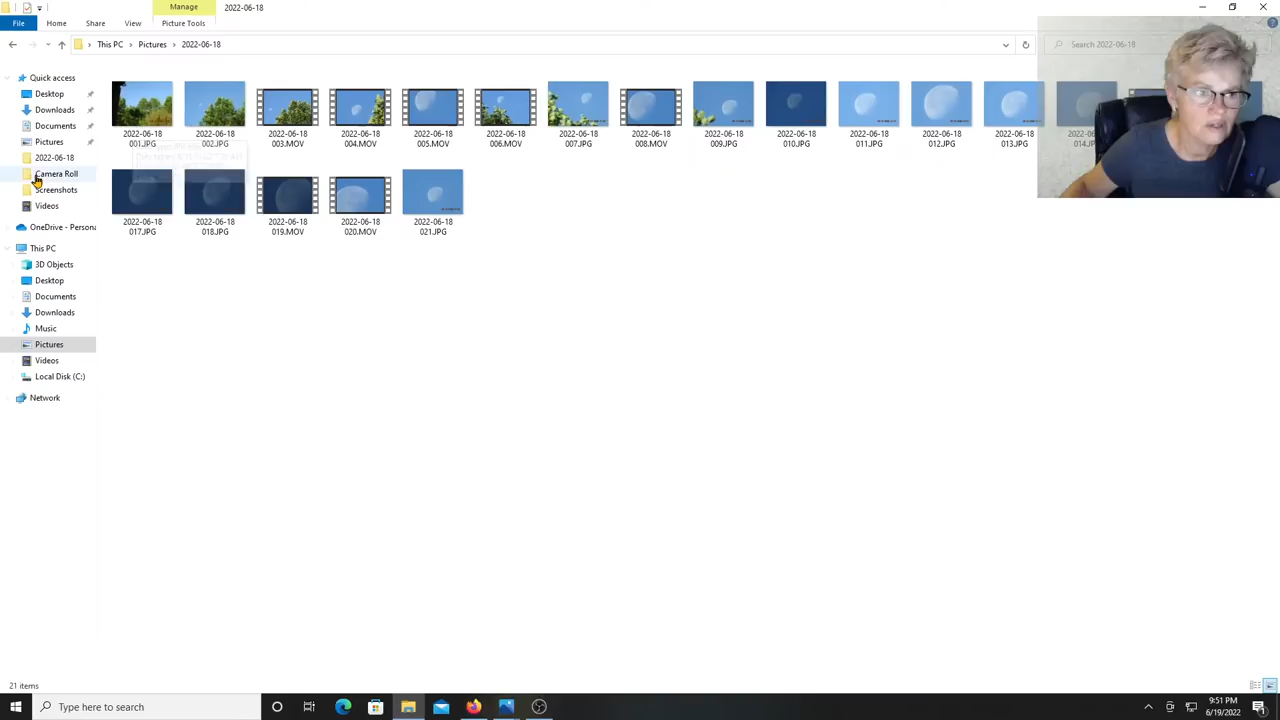 Manage
2022-06-18
File
Home
Share
View
Picture Tools
This PC
Pictures
2022-06-18
Search 2022-06-18
Quick access
Desktop
Downloads
Documents
Pictures
2022-06-18
Camera Roll
Screenshots
Videos
OneDrive - Persona
This PC
3D Objects
Desktop
Documents
Downloads
Music
Pictures
Videos
Local Disk (C:)
Network
2022-06-18 001.JPG
2022-06-18 002.JPG
2022-06-18 003.MOV
2022-06-18 004.MOV
2022-06-18 005.MOV
2022-06-18 006.MOV
2022-06-18 007.JPG
2022-06-18 008.MOV
2022-06-18 009.JPG
2022-06-18 010.JPG
2022-06-18 011.JPG
2022-06-18 012.JPG
2022-06-18 013.JPG
2022-06-18 014.JPG
2022-06-18 017.JPG
2022-06-18 018.JPG
2022-06-18 019.MOV
2022-06-18 020.MOV
2022-06-18 021.JPG
21 items
Type here to search
9:51 PM
6/19/2022